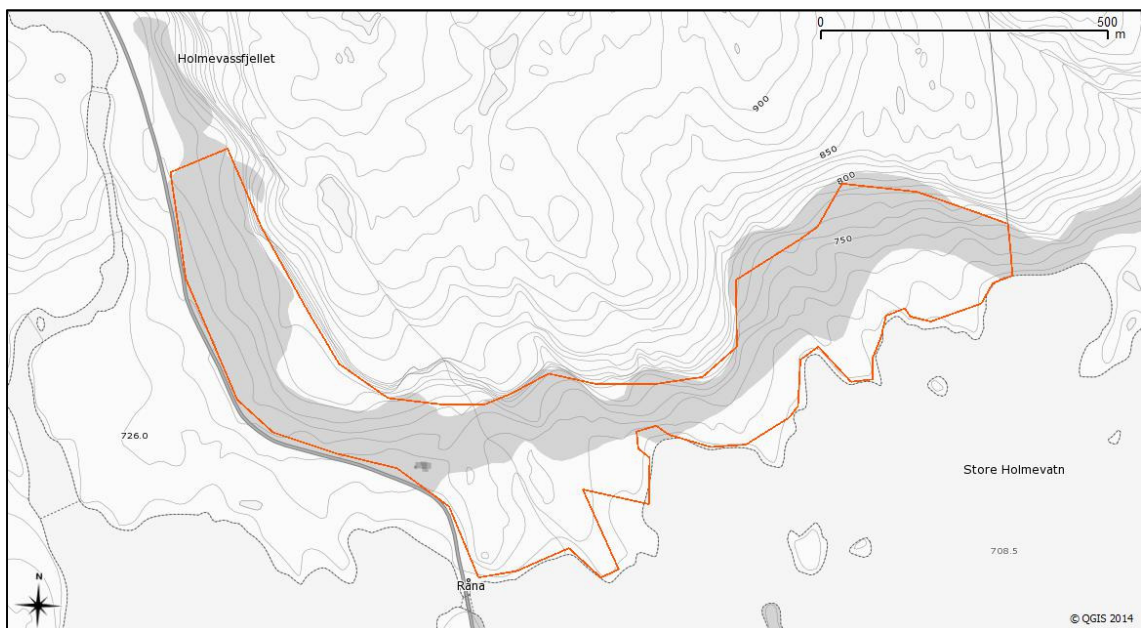 0 500
m
Holmevassfjellet
900
850
800
750
726.0
Store Holmevatn
708.5
Råna
N
© QGIS 2014